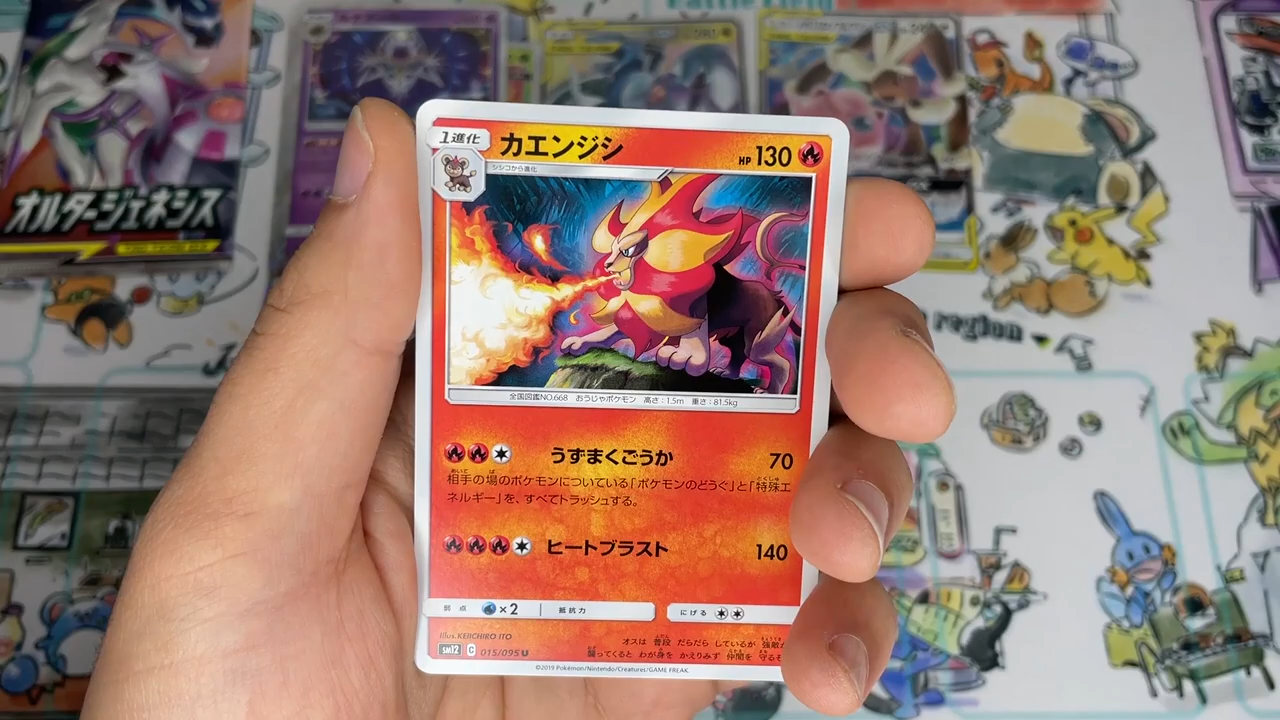 オルタージェネシス
region
1進化
カエンジシ
HP 130
シシコから進化
全国図鑑NO.668 おうじゃポケモン 高さ:1.5m 重さ:81.5kg
うずまくごうか 70
相手の場のポケモンについている「ポケモンのどうぐ」と「特殊エ
ネルギー」を、すべてトラッシュする。
ヒートブラスト 140
弱点 ×2 抵抗力 にげる
Illus. KEIICHIRO ITO
sm12 C 015/095 U
オスは 普段 だらだら しているが 強敵が
襲ってくると わが身を かえりみず 仲間を 守る
©2019 Pokémon/Nintendo/Creatures/GAME FREAK